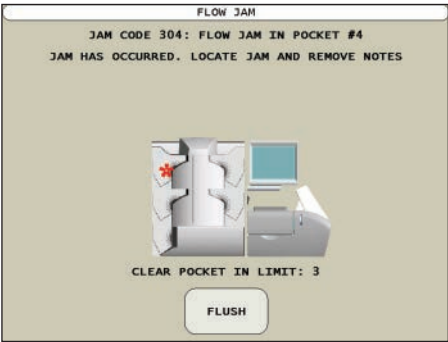 FLOW JAM
JAM CODE 304: FLOW JAM IN POCKET #4
JAM HAS OCCURRED. LOCATE JAM AND REMOVE NOTES
CLEAR POCKET IN LIMIT: 3
FLUSH